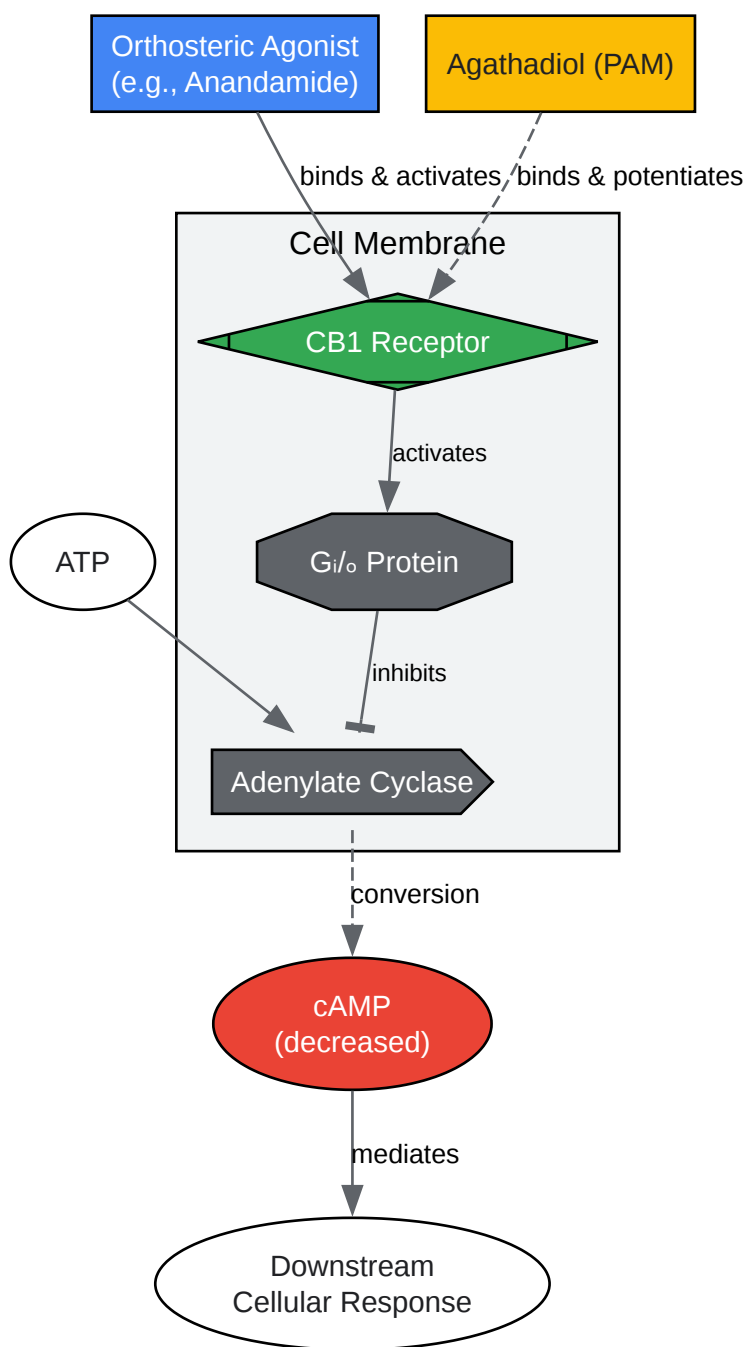 Orthosteric Agonist
(e.g., Anandamide)
Agathadiol (PAM)
binds & activates
binds & potentiates
Cell Membrane
CB1 Receptor
activates
ATP
Gᵢ/ₒ Protein
inhibits
Adenylate Cyclase
conversion
cAMP
(decreased)
mediates
Downstream
Cellular Response